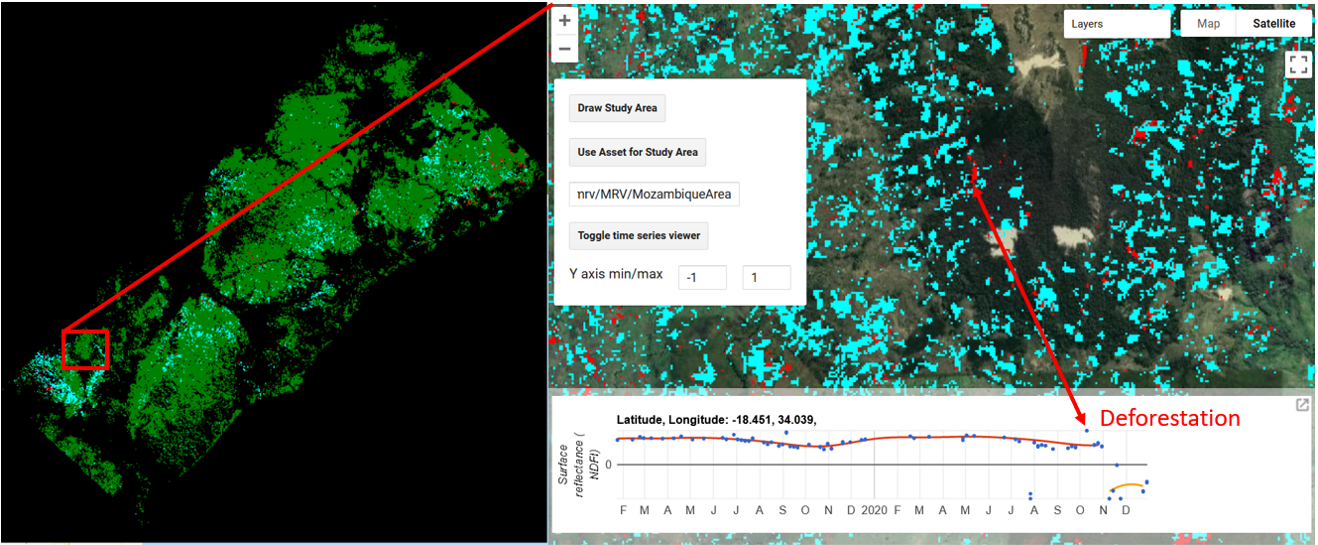 +
−
Layers
Map
Satellite
Draw Study Area
Use Asset for Study Area
nrv/MRV/MozambiqueArea
Toggle time series viewer
Y axis min/max
-1
1
Deforestation
Latitude, Longitude: -18.451, 34.039,
Surface
reflectance (
NDFI)
0
F M A M J J A S O N D 2020 F M A M J J A S O N D